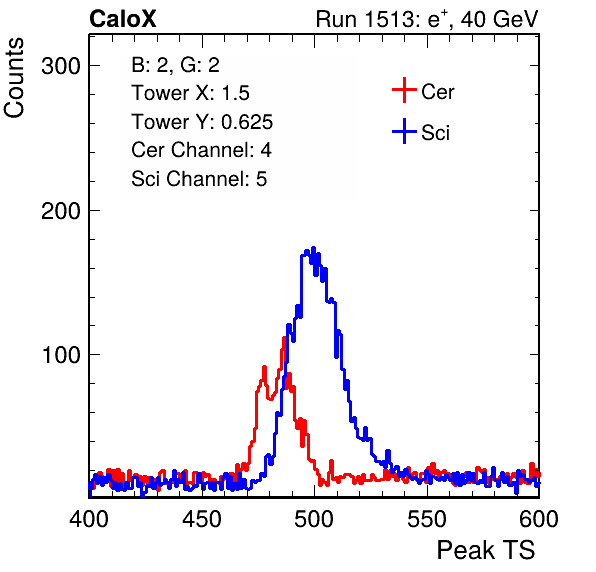 CaloX Run 1513: e⁺, 40 GeV
Counts
B: 2, G: 2
Tower X: 1.5
Tower Y: 0.625
Cer Channel: 4
Sci Channel: 5
Cer
Sci
300
200
100
400 450 500 550 600
Peak TS